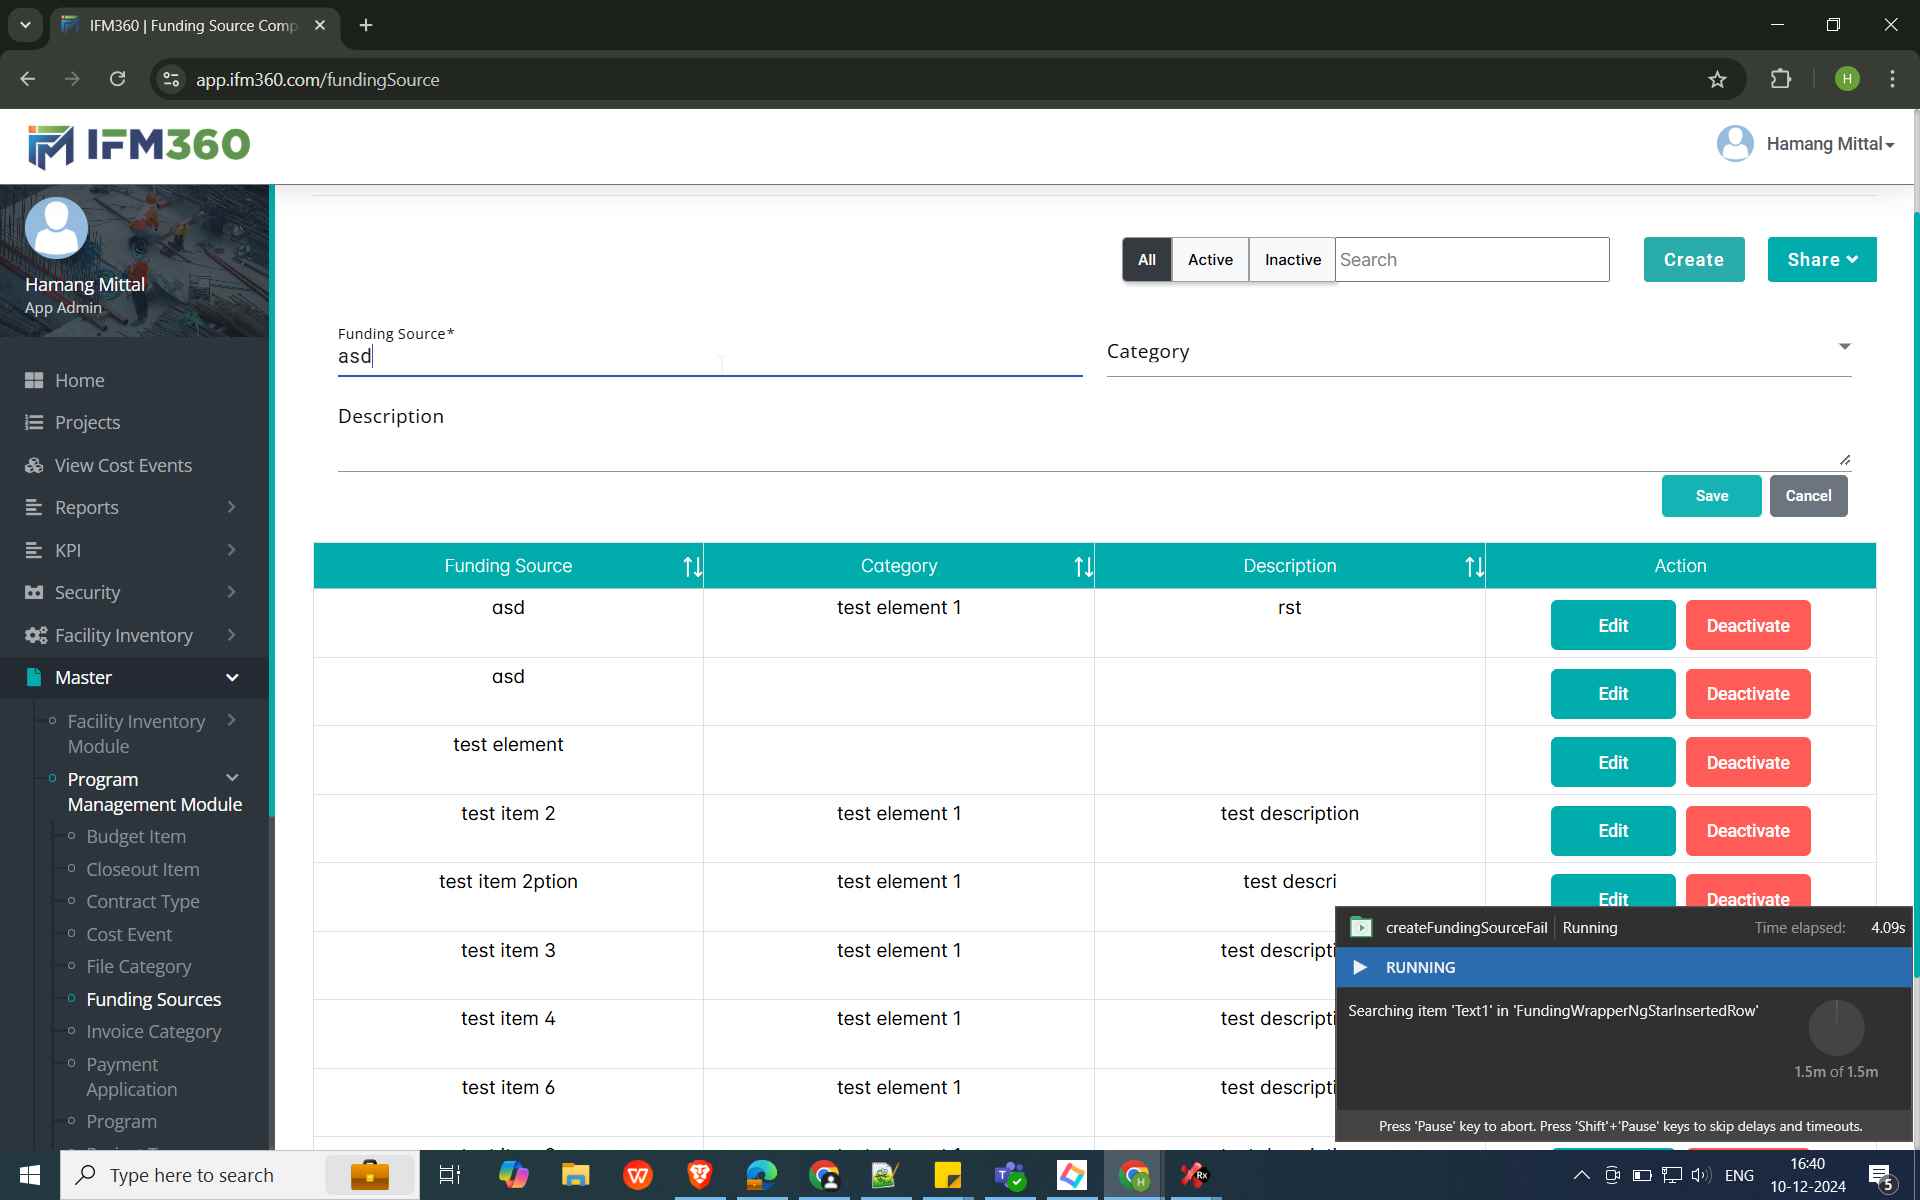 IFM360 | Funding Source Comp
app.ifm360.com/fundingSource
H
IFM360
Hamang Mittal
Hamang Mittal
App Admin
Home
Projects
View Cost Events
Reports
KPI
Security
Facility Inventory
Master
Facility Inventory
Module
Program
Management Module
Budget Item
Closeout Item
Contract Type
Cost Event
File Category
Funding Sources
Invoice Category
Payment
Application
Program
All Active Inactive Search Create Share
Funding Source*
asd
Category
Description
Save Cancel
Funding Source Category Description Action
asd test element 1 rst Edit Deactivate
asd Edit Deactivate
test element Edit Deactivate
test item 2 test element 1 test description Edit Deactivate
test item 2ption test element 1 test descri Edit Deactivate
test item 3 test element 1 test descripti
test item 4 test element 1 test descripti
test item 6 test element 1 test descripti
createFundingSourceFail Running Time elapsed: 4.09s
RUNNING
Searching item 'Text1' in 'FundingWrapperNgStarInsertedRow'
1.5m of 1.5m
Press 'Pause' key to abort. Press 'Shift'+'Pause' keys to skip delays and timeouts.
Type here to search
ENG
16:40
10-12-2024
5